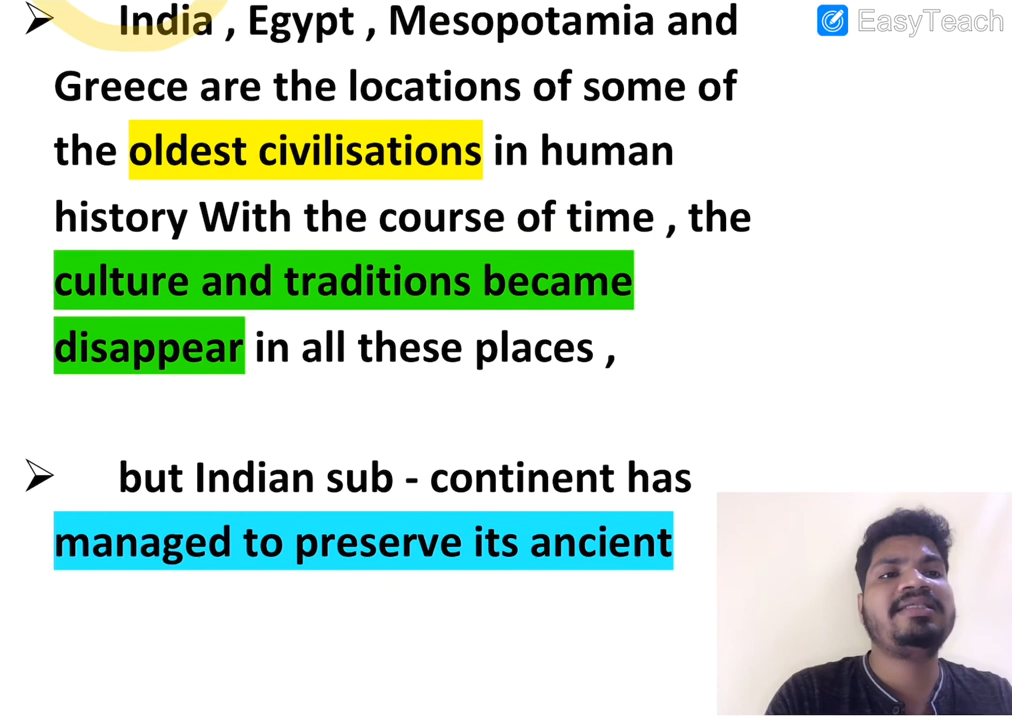 ➢ India , Egypt , Mesopotamia and
EasyTeach
Greece are the locations of some of
the oldest civilisations in human
history With the course of time , the
culture and traditions became
disappear in all these places ,
➢ but Indian sub - continent has
managed to preserve its ancient